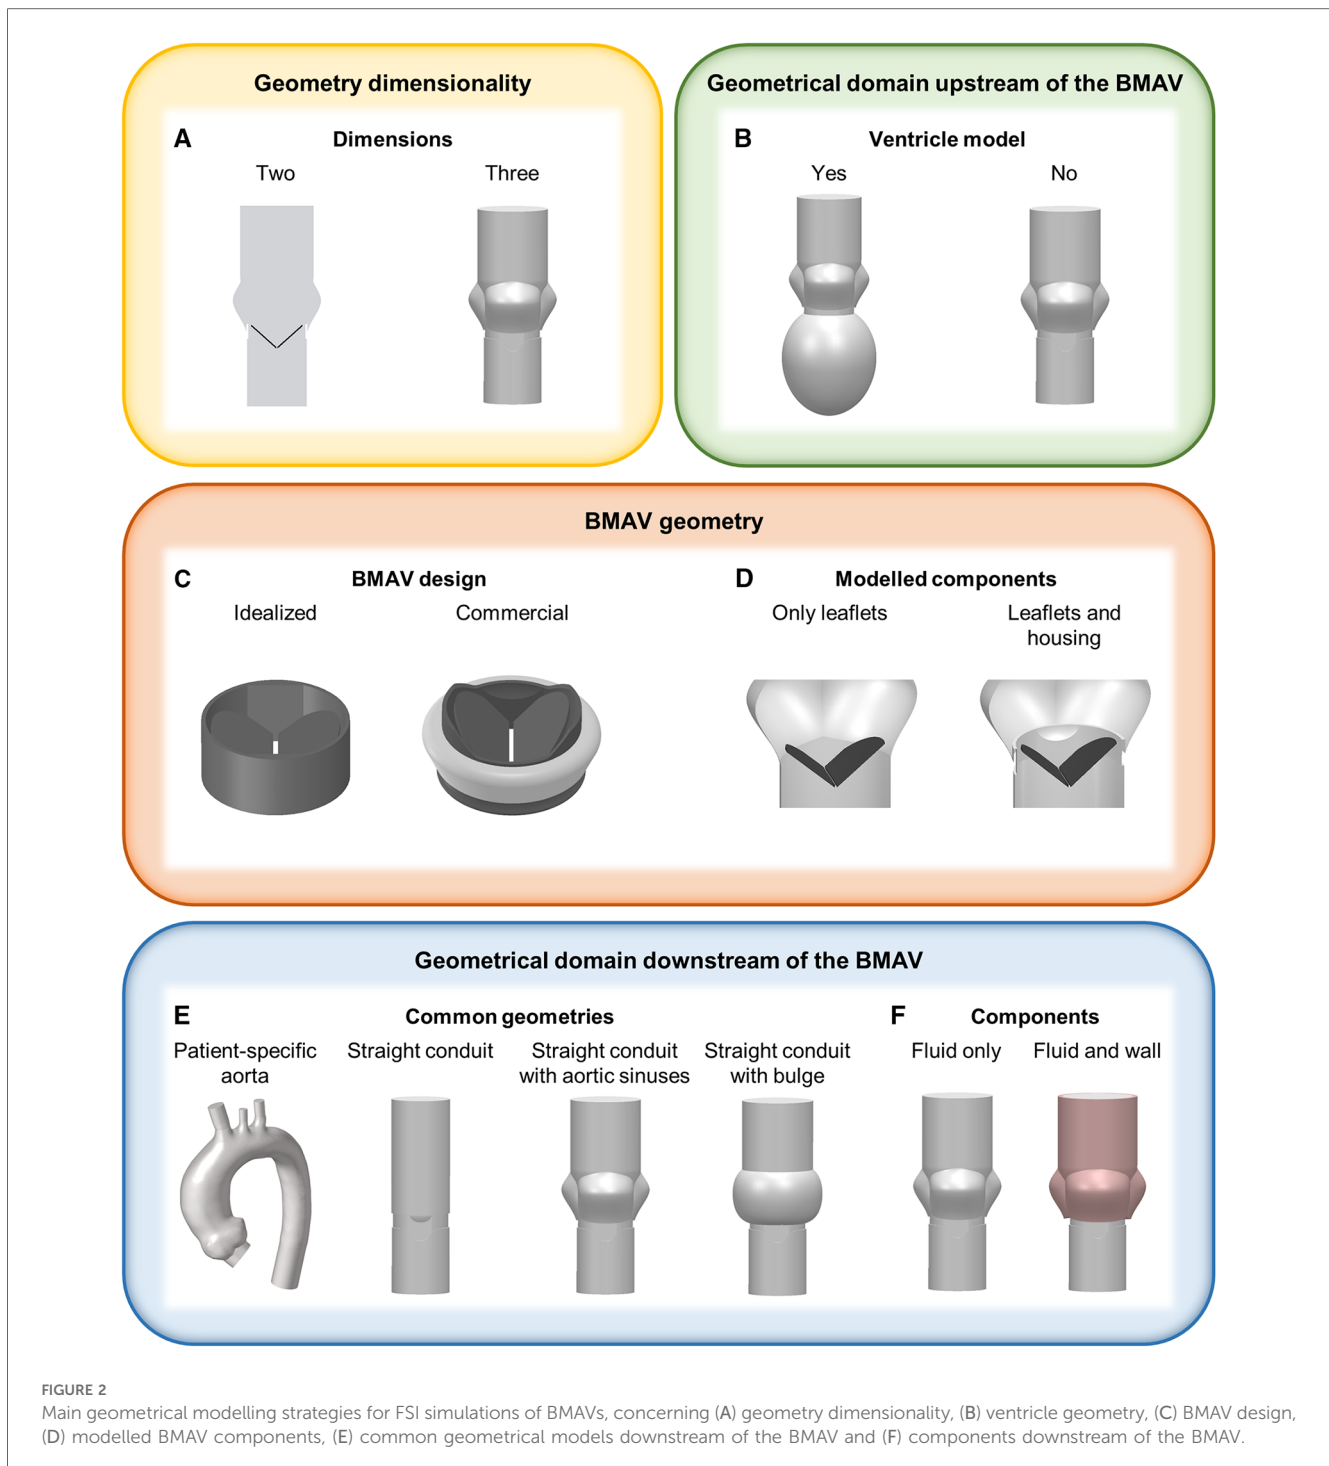 Geometry dimensionality
A
Dimensions
Two
Three
Geometrical domain upstream of the BMAV
B
Ventricle model
Yes
No
BMAV geometry
C
BMAV design
Idealized
Commercial
D
Modelled components
Only leaflets
Leaflets and
housing
Geometrical domain downstream of the BMAV
E
Common geometries
Patient-specific
aorta
Straight conduit
Straight conduit
with aortic sinuses
Straight conduit
with bulge
F
Components
Fluid only
Fluid and wall
FIGURE 2
Main geometrical modelling strategies for FSI simulations of BMAVs, concerning (A) geometry dimensionality, (B) ventricle geometry, (C) BMAV design,
(D) modelled BMAV components, (E) common geometrical models downstream of the BMAV and (F) components downstream of the BMAV.